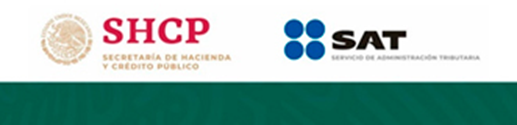 SHCP
SECRETARÍA DE HACIENDA
Y CRÉDITO PÚBLICO
SAT
SERVICIO DE ADMINISTRACIÓN TRIBUTARIA